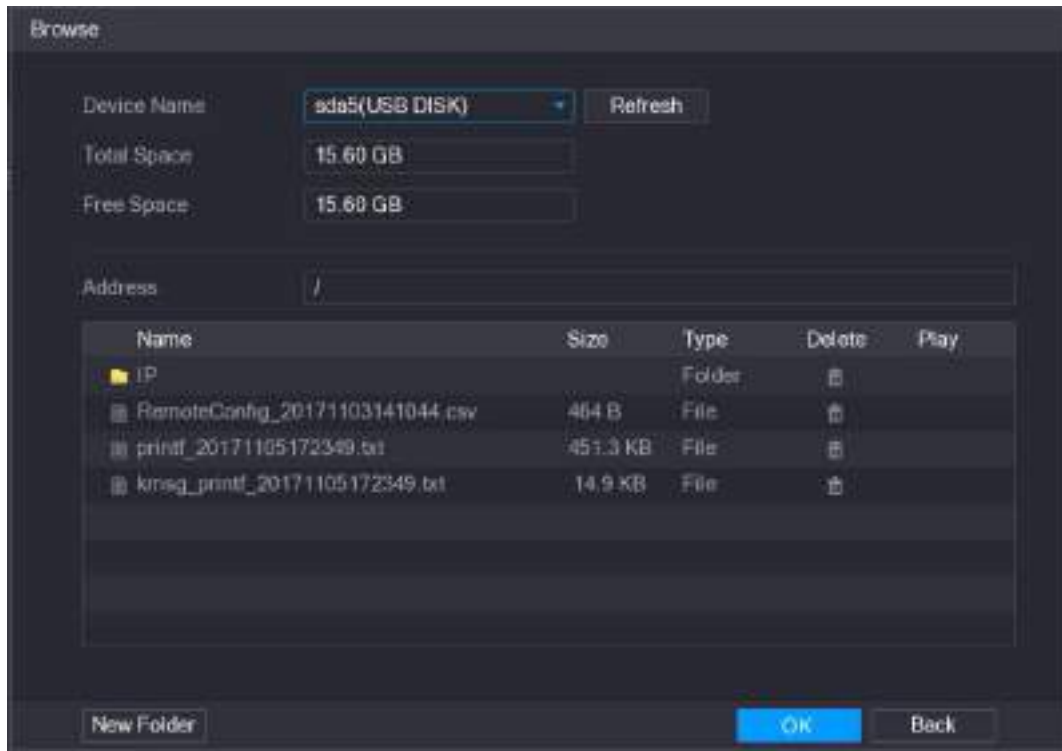 Browse
Device Name sda5(USB DISK) Refresh
Total Space 15.60 GB
Free Space 15.60 GB
Address /
Name Size Type Delete Play
IP Folder
RemoteConfig_20171103141044.csv 464 B File
printf_20171105172349.txt 451.3 KB File
kmsg_printf_20171105172349.txt 14.9 KB File
New Folder OK Back